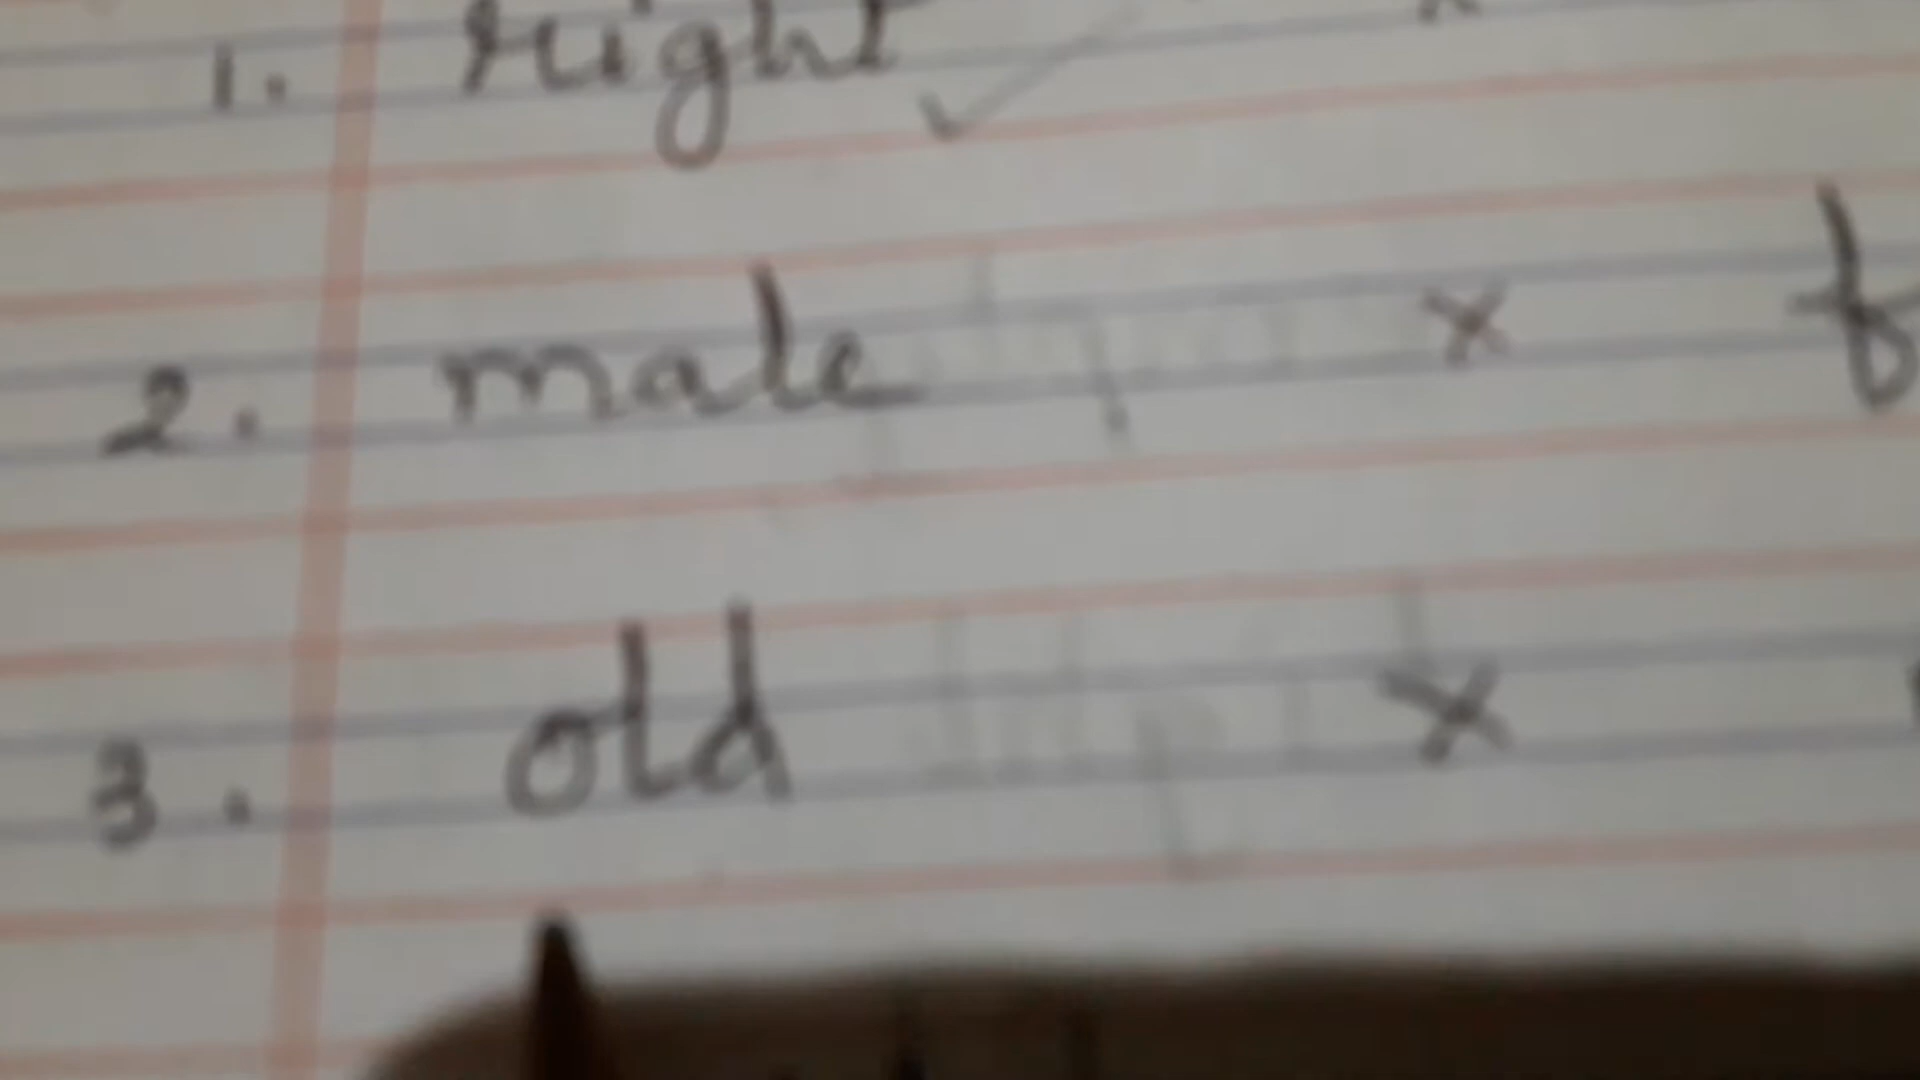 1. right
2. male x f
3. old x